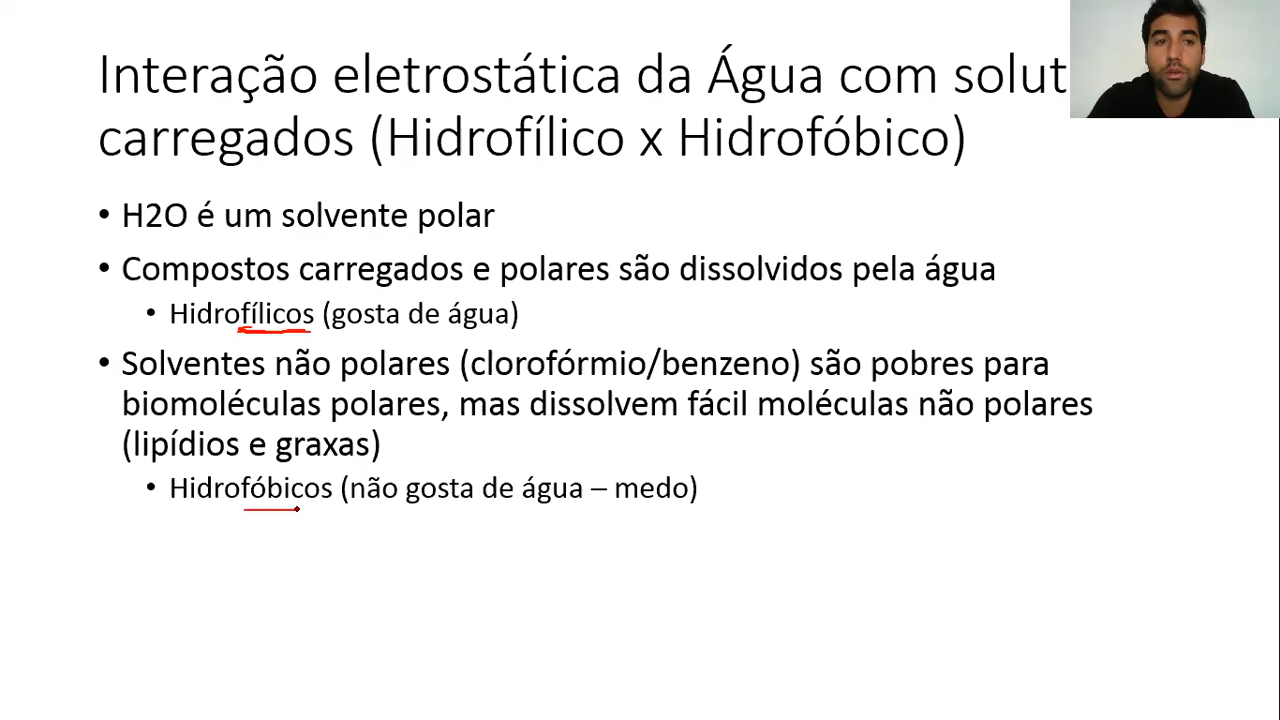 Interação eletrostática da Água com solut
carregados (Hidrofílico x Hidrofóbico)
• H2O é um solvente polar
• Compostos carregados e polares são dissolvidos pela água
• Hidrofílicos (gosta de água)
• Solventes não polares (clorofórmio/benzeno) são pobres para
biomoléculas polares, mas dissolvem fácil moléculas não polares
(lipídios e graxas)
• Hidrofóbicos (não gosta de água – medo)